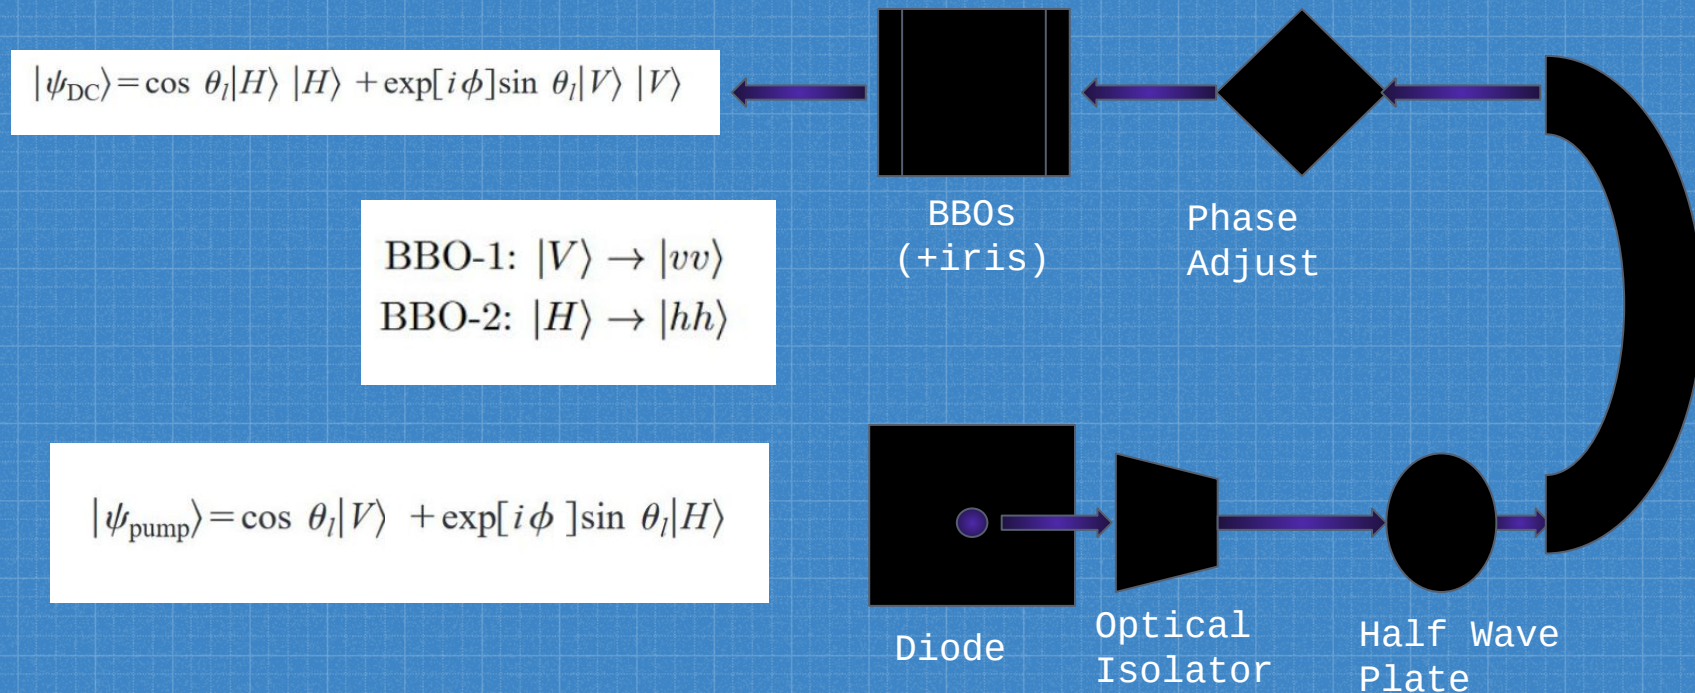 |ψ_DC⟩=cos θ_l|H⟩ |H⟩ +exp[iϕ]sin θ_l|V⟩ |V⟩
BBO-1: |V⟩ → |vv⟩
BBO-2: |H⟩ → |hh⟩
|ψ_pump⟩=cos θ_l|V⟩ +exp[iϕ ]sin θ_l|H⟩
BBOs
(+iris)
Phase
Adjust
Diode
Optical
Isolator
Half Wave
Plate